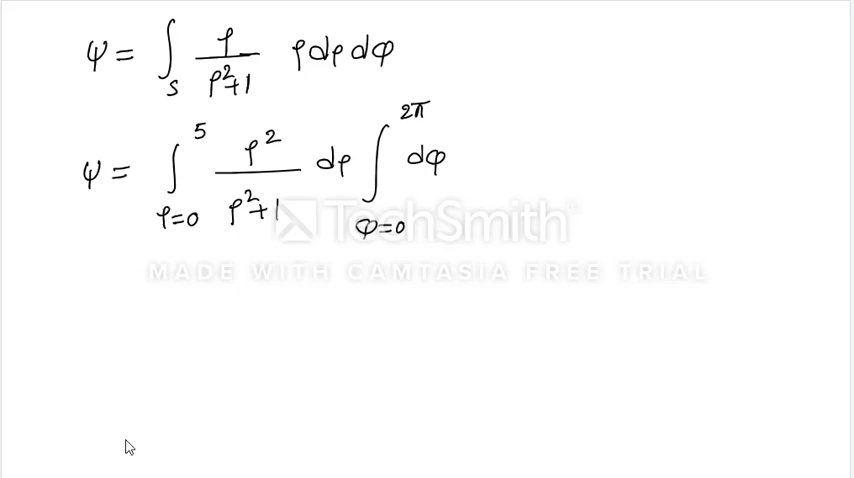 ψ = ∫_S ρ/(ρ²+1) ρ dρ dφ
ψ = ∫_{ρ=0}^{5} ρ²/(ρ²+1) dρ ∫_{φ=0}^{2π} dφ
TechSmith
MADE WITH CAMTASIA FREE TRIAL